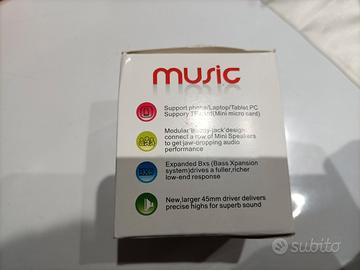 music
Support phone/Laptop/Tablet PC
Support TF card(Mini micro card)
Modular 'Buddy-jack'design,
connect a row of Mini Speakers
to get jaw-dropping audio
performance
Expanded Bxs (Bass Xpansion
system)drives a fuller,richer
low-end response
New,larger 45mm driver delivers
precise highs for superb sound
subito